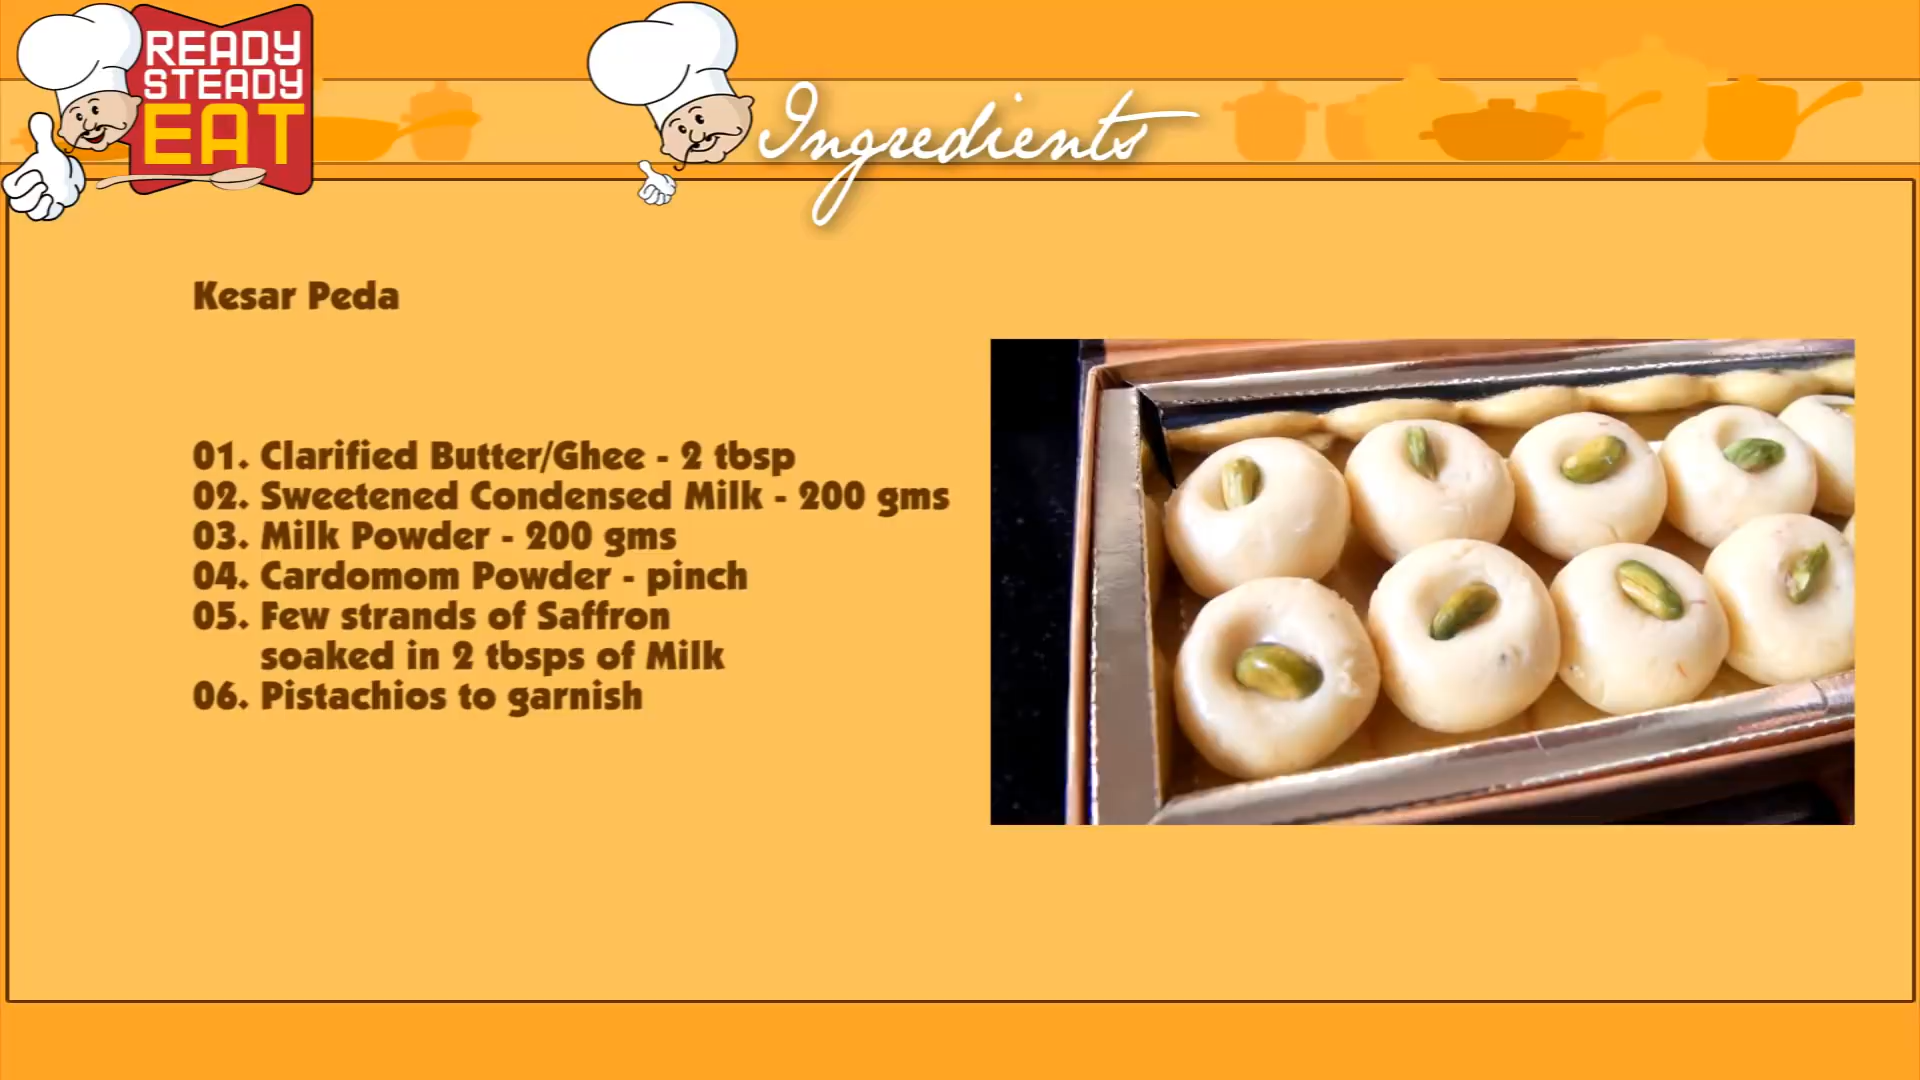 READY
STEADY
EAT
Ingredients
Kesar Peda
01. Clarified Butter/Ghee - 2 tbsp
02. Sweetened Condensed Milk - 200 gms
03. Milk Powder - 200 gms
04. Cardomom Powder - pinch
05. Few strands of Saffron
soaked in 2 tbsps of Milk
06. Pistachios to garnish